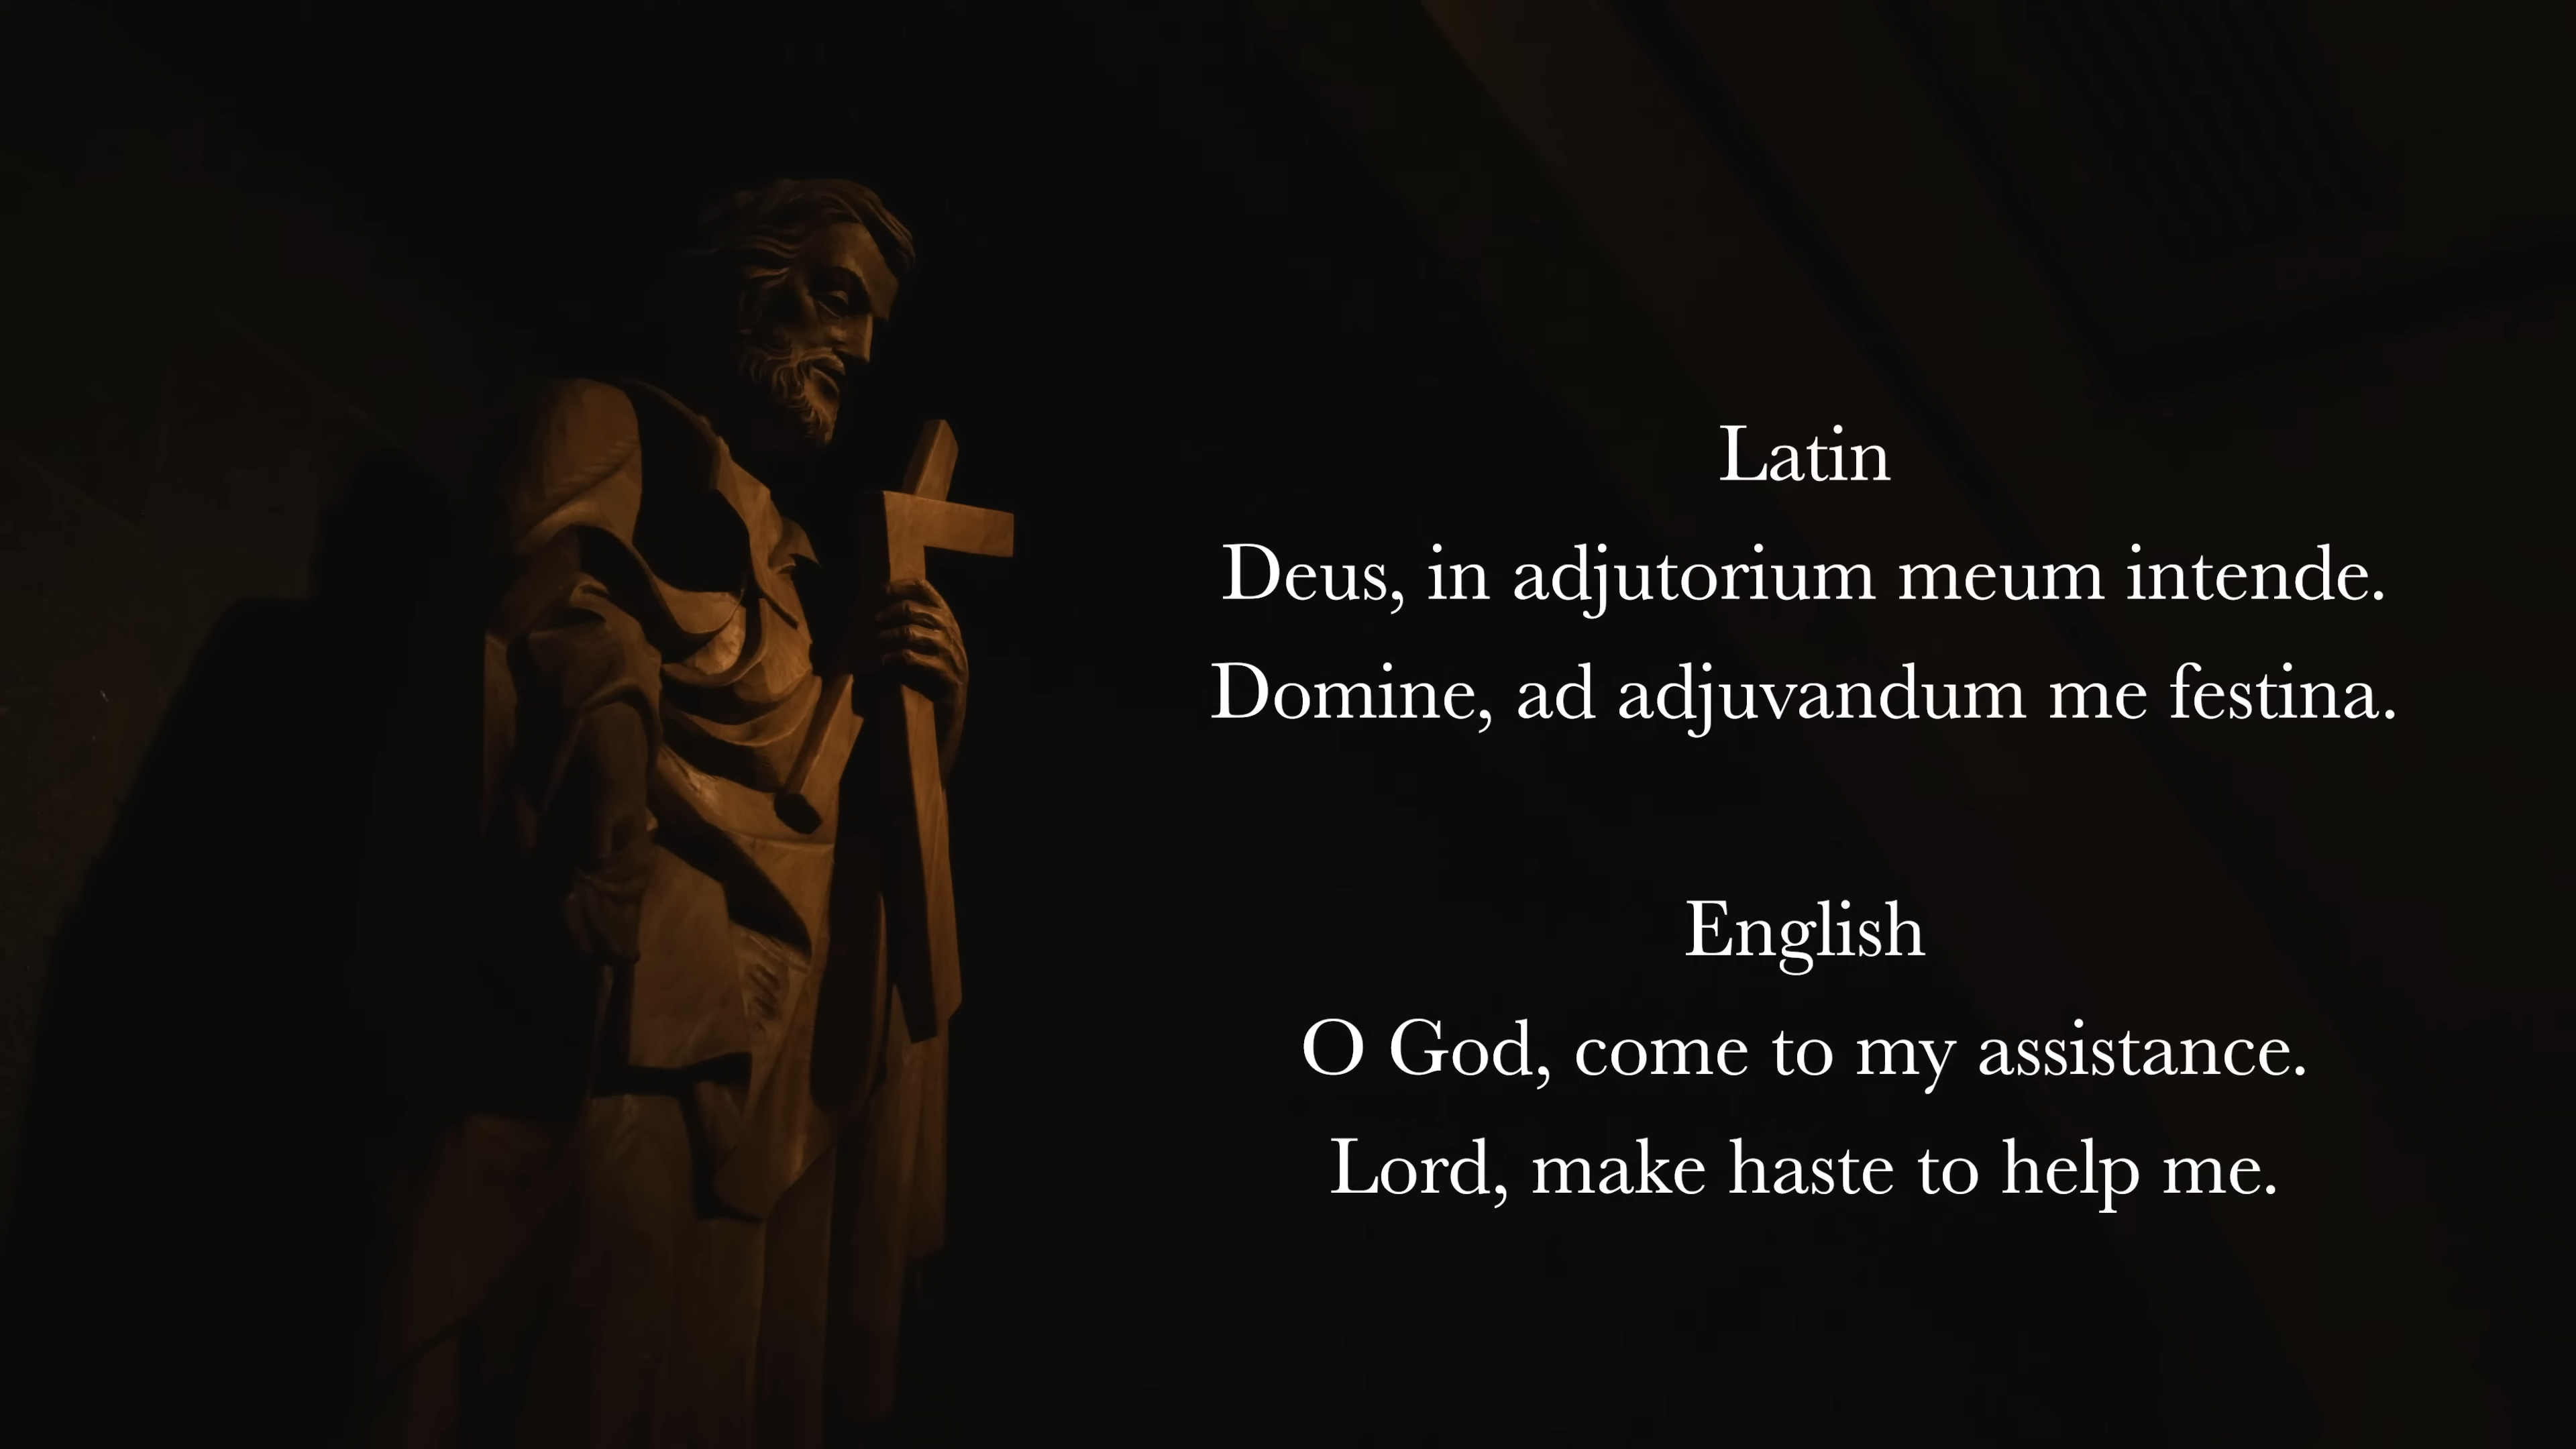 Latin
Deus, in adjutorium meum intende.
Domine, ad adjuvandum me festina.
English
O God, come to my assistance.
Lord, make haste to help me.